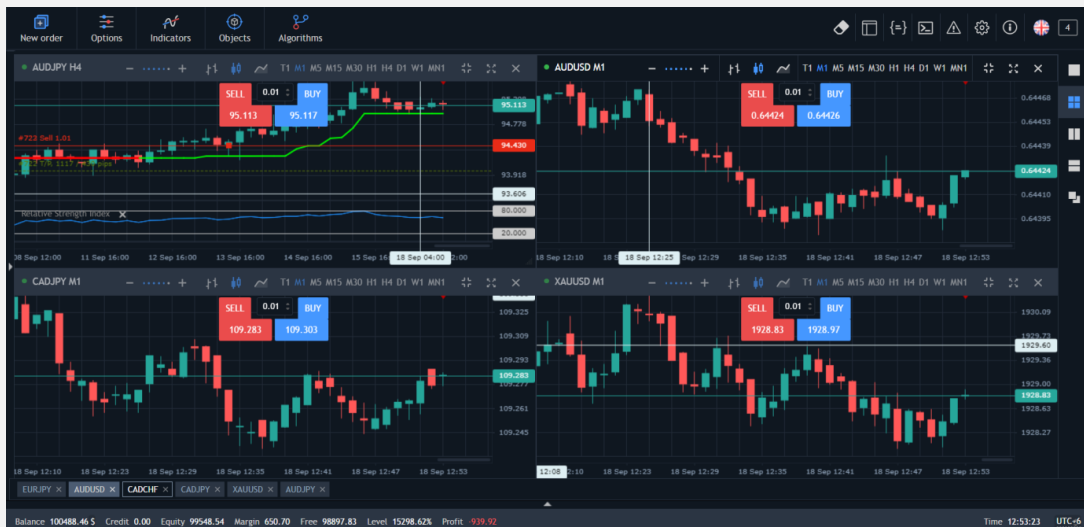 New order Options Indicators Objects Algorithms 4
AUDJPY H4 T1 M1 M5 M15 M30 H1 H4 D1 W1 MN1
SELL 0.01 BUY
95.113 95.117
95.113
94.778
#723 Sell 1.01
94.430
93.918
93.606
Relative Strength Index
80.000
20.000
08 Sep 12:00 11 Sep 16:00 12 Sep 16:00 13 Sep 16:00 14 Sep 16:00 15 Sep 16: 18 Sep 04:00 2:00
AUDUSD M1 T1 M1 M5 M15 M30 H1 H4 D1 W1 MN1
SELL 0.01 BUY
0.64424 0.64426
0.64468
0.64453
0.64439
0.64424
0.64410
0.64395
18 Sep 12:10 18 Sep 12:25 Sep 12:29 18 Sep 12:35 18 Sep 12:41 18 Sep 12:47 18 Sep 12:53
CADJPY M1 T1 M1 M5 M15 M30 H1 H4 D1 W1 MN1
SELL 0.01 BUY
109.283 109.303
109.325
109.309
109.293
109.283
109.277
109.261
109.245
18 Sep 12:10 18 Sep 12:23 18 Sep 12:29 18 Sep 12:35 18 Sep 12:41 18 Sep 12:47 18 Sep 12:53
XAUUSD M1 T1 M1 M5 M15 M30 H1 H4 D1 W1 MN1
SELL 0.01 BUY
1928.83 1928.97
1930.09
1929.73
1929.60
1929.36
1929.00
1928.83
1928.63
1928.27
12:08 2:10 18 Sep 12:23 18 Sep 12:29 18 Sep 12:35 18 Sep 12:41 18 Sep 12:47 18 Sep 12:53
EURJPY AUDUSD CADCHF CADJPY XAUUSD AUDJPY
Balance 100488.46 $ Credit 0.00 Equity 99548.54 Margin 650.70 Free 98897.83 Level 15298.62% Profit -939.92 Time 12:53:23 UTC-6